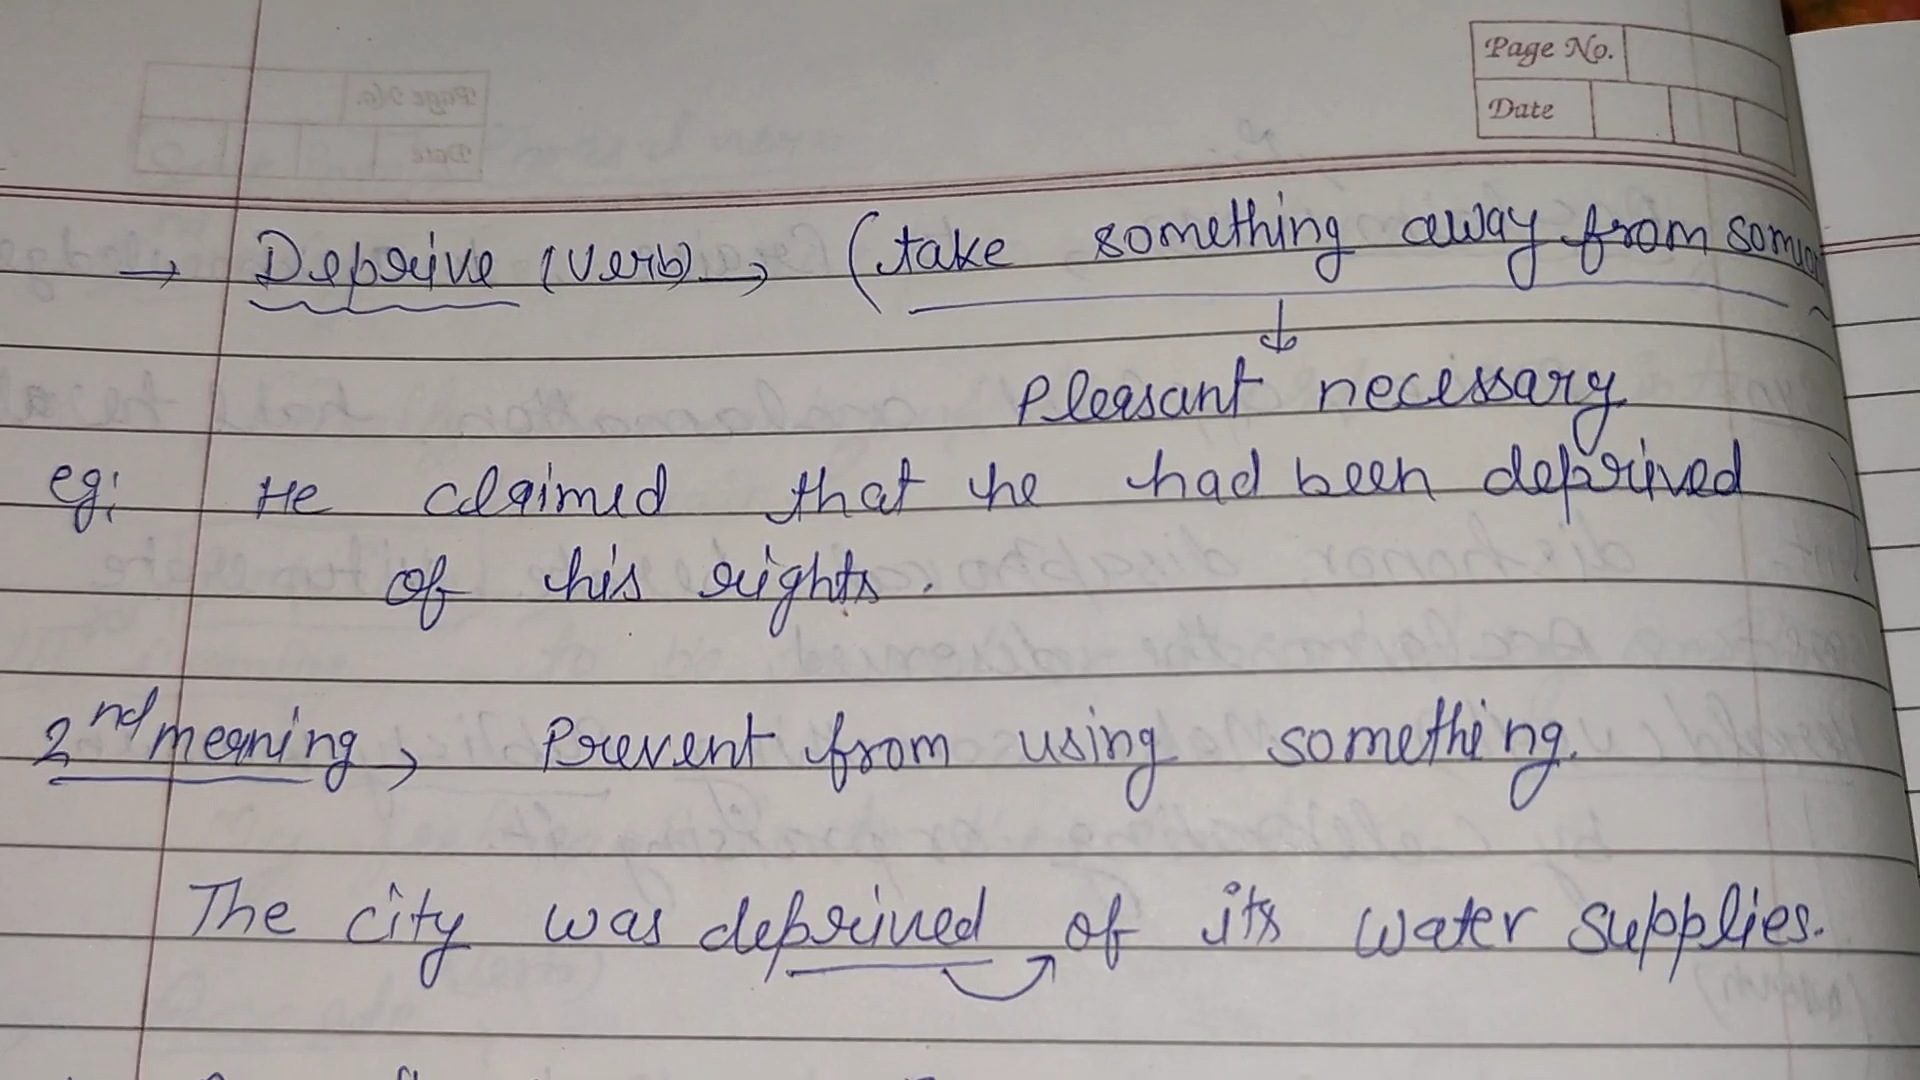 Page No.
Date
→ Deprive (verb) → (take something away from
↓
Pleasant necessary
eg: He claimed that he had been deprived
of his rights.
2nd meaning → Prevent from using something.
The city was deprived of its water supplies.